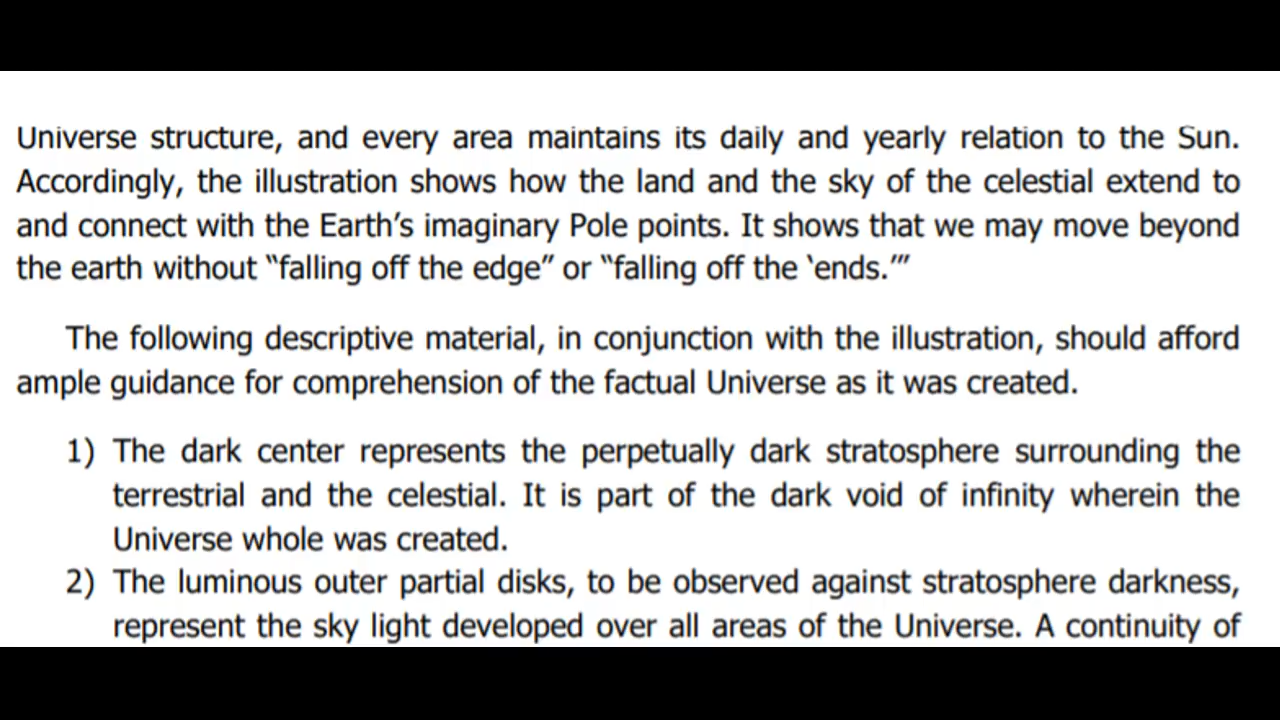 Universe structure, and every area maintains its daily and yearly relation to the Sun.
Accordingly, the illustration shows how the land and the sky of the celestial extend to
and connect with the Earth’s imaginary Pole points. It shows that we may move beyond
the earth without “falling off the edge” or “falling off the ‘ends.’”
The following descriptive material, in conjunction with the illustration, should afford
ample guidance for comprehension of the factual Universe as it was created.
1) The dark center represents the perpetually dark stratosphere surrounding the
terrestrial and the celestial. It is part of the dark void of infinity wherein the
Universe whole was created.
2) The luminous outer partial disks, to be observed against stratosphere darkness,
represent the sky light developed over all areas of the Universe. A continuity of